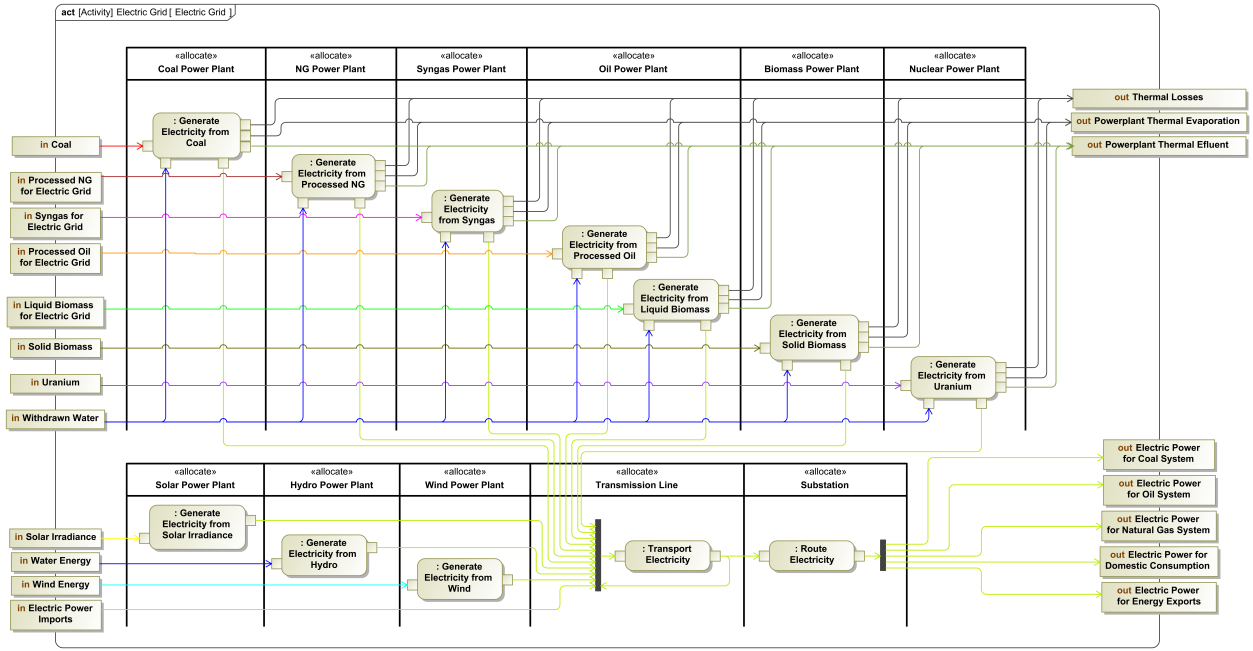 act [Activity] Electric Grid [ Electric Grid ]
«allocate»
Coal Power Plant
«allocate»
NG Power Plant
«allocate»
Syngas Power Plant
«allocate»
Oil Power Plant
«allocate»
Biomass Power Plant
«allocate»
Nuclear Power Plant
out Thermal Losses
out Powerplant Thermal Evaporation
out Powerplant Thermal Efluent
in Coal
in Processed NG
for Electric Grid
in Syngas for
Electric Grid
in Processed Oil
for Electric Grid
in Liquid Biomass
for Electric Grid
in Solid Biomass
in Uranium
in Withdrawn Water
: Generate
Electricity from
Coal
: Generate
Electricity from
Processed NG
: Generate
Electricity
from Syngas
: Generate
Electricity from
Processed Oil
: Generate
Electricity from
Liquid Biomass
: Generate
Electricity from
Solid Biomass
: Generate
Electricity from
Uranium
«allocate»
Solar Power Plant
«allocate»
Hydro Power Plant
«allocate»
Wind Power Plant
«allocate»
Transmission Line
«allocate»
Substation
in Solar Irradiance
in Water Energy
in Wind Energy
in Electric Power
Imports
: Generate
Electricity from
Solar Irradiance
: Generate
Electricity from
Hydro
: Generate
Electricity from
Wind
: Transport
Electricity
: Route
Electricity
out Electric Power
for Coal System
out Electric Power
for Oil System
out Electric Power
for Natural Gas System
out Electric Power for
Domestic Consumption
out Electric Power
for Energy Exports